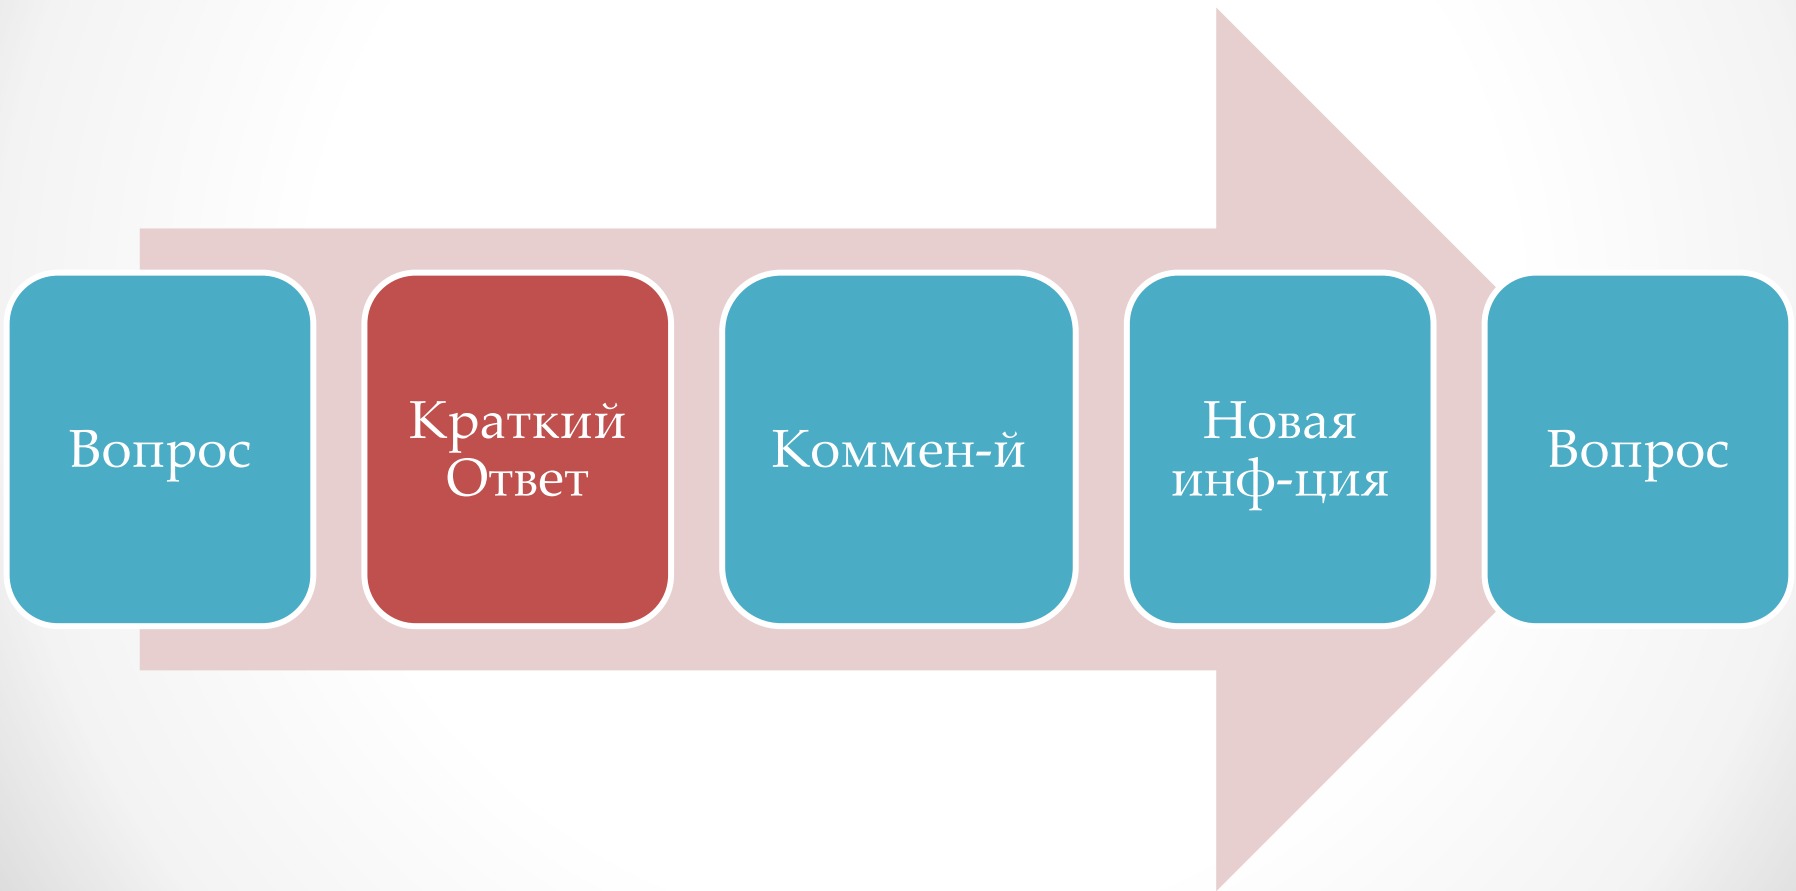 Вопрос
Краткий
Ответ
Коммен-й
Новая
инф-ция
Вопрос